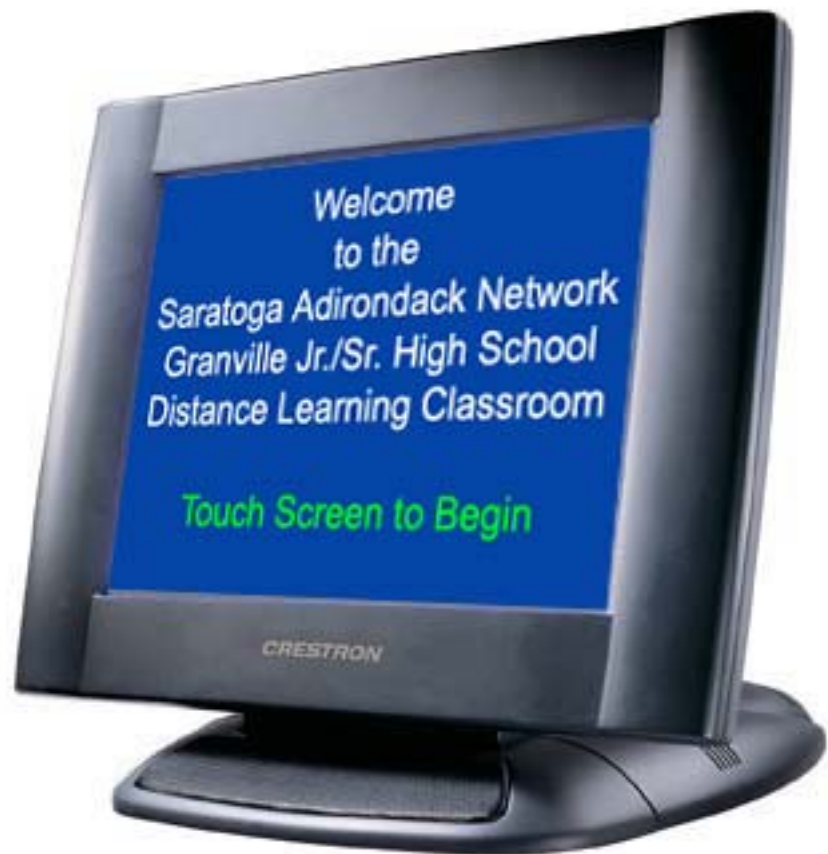 Welcome
to the
Saratoga Adirondack Network
Granville Jr./Sr. High School
Distance Learning Classroom
Touch Screen to Begin
CRESTRON